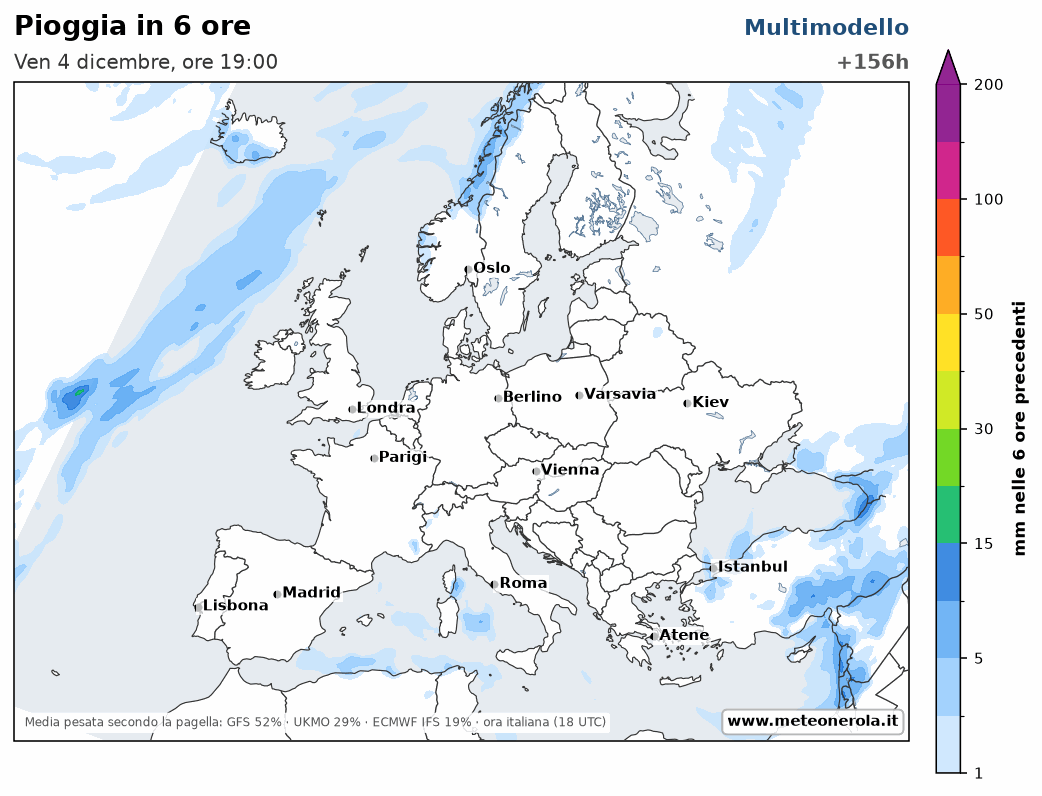 Pioggia in 6 ore
Multimodello
Ven 4 dicembre, ore 19:00
+156h
200
100
50
30
15
5
1
mm nelle 6 ore precedenti
Oslo
Berlino
Varsavia
Kiev
Londra
Parigi
Vienna
Istanbul
Roma
Madrid
Lisbona
Atene
Media pesata secondo la pagella: GFS 52% · UKMO 29% · ECMWF IFS 19% · ora italiana (18 UTC)
www.meteonerola.it